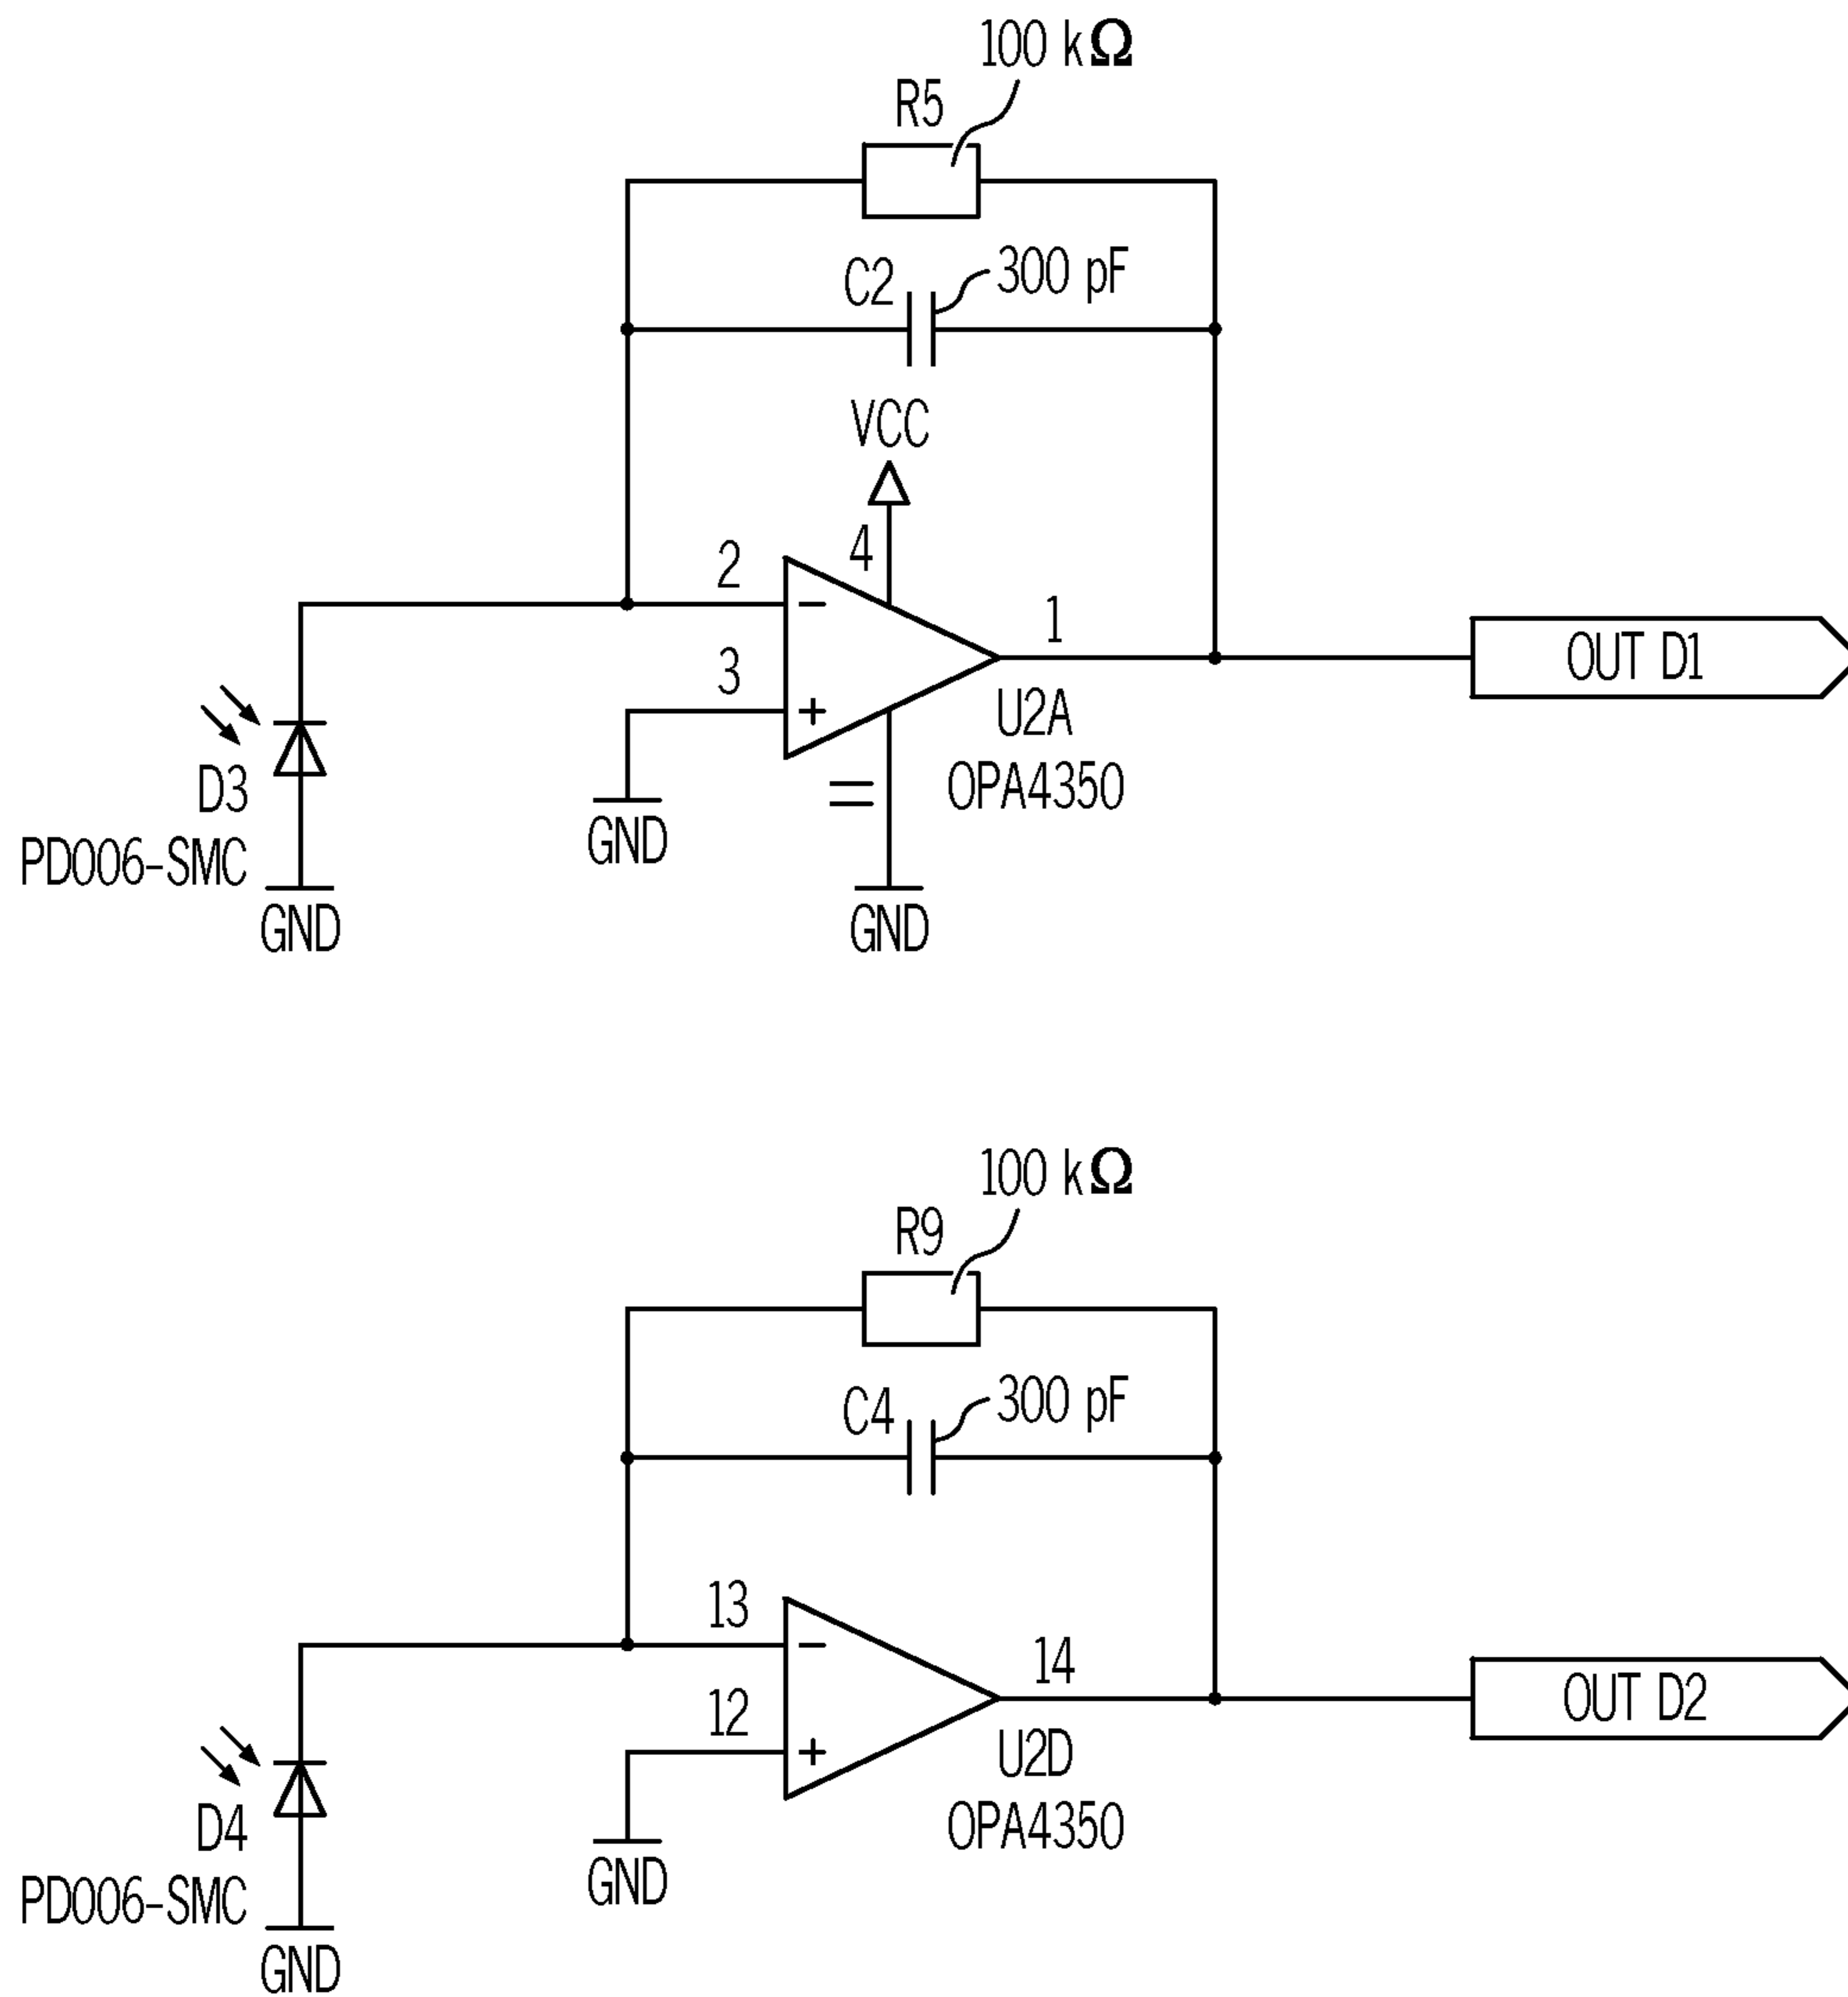 100 kΩ
R5
C2
300 pF
VCC
4
2
3
1
OUT D1
U2A
OPA4350
11
D3
PD006-SMC
GND
GND
GND
100 kΩ
R9
C4
300 pF
13
12
14
OUT D2
U2D
OPA4350
D4
PD006-SMC
GND
GND